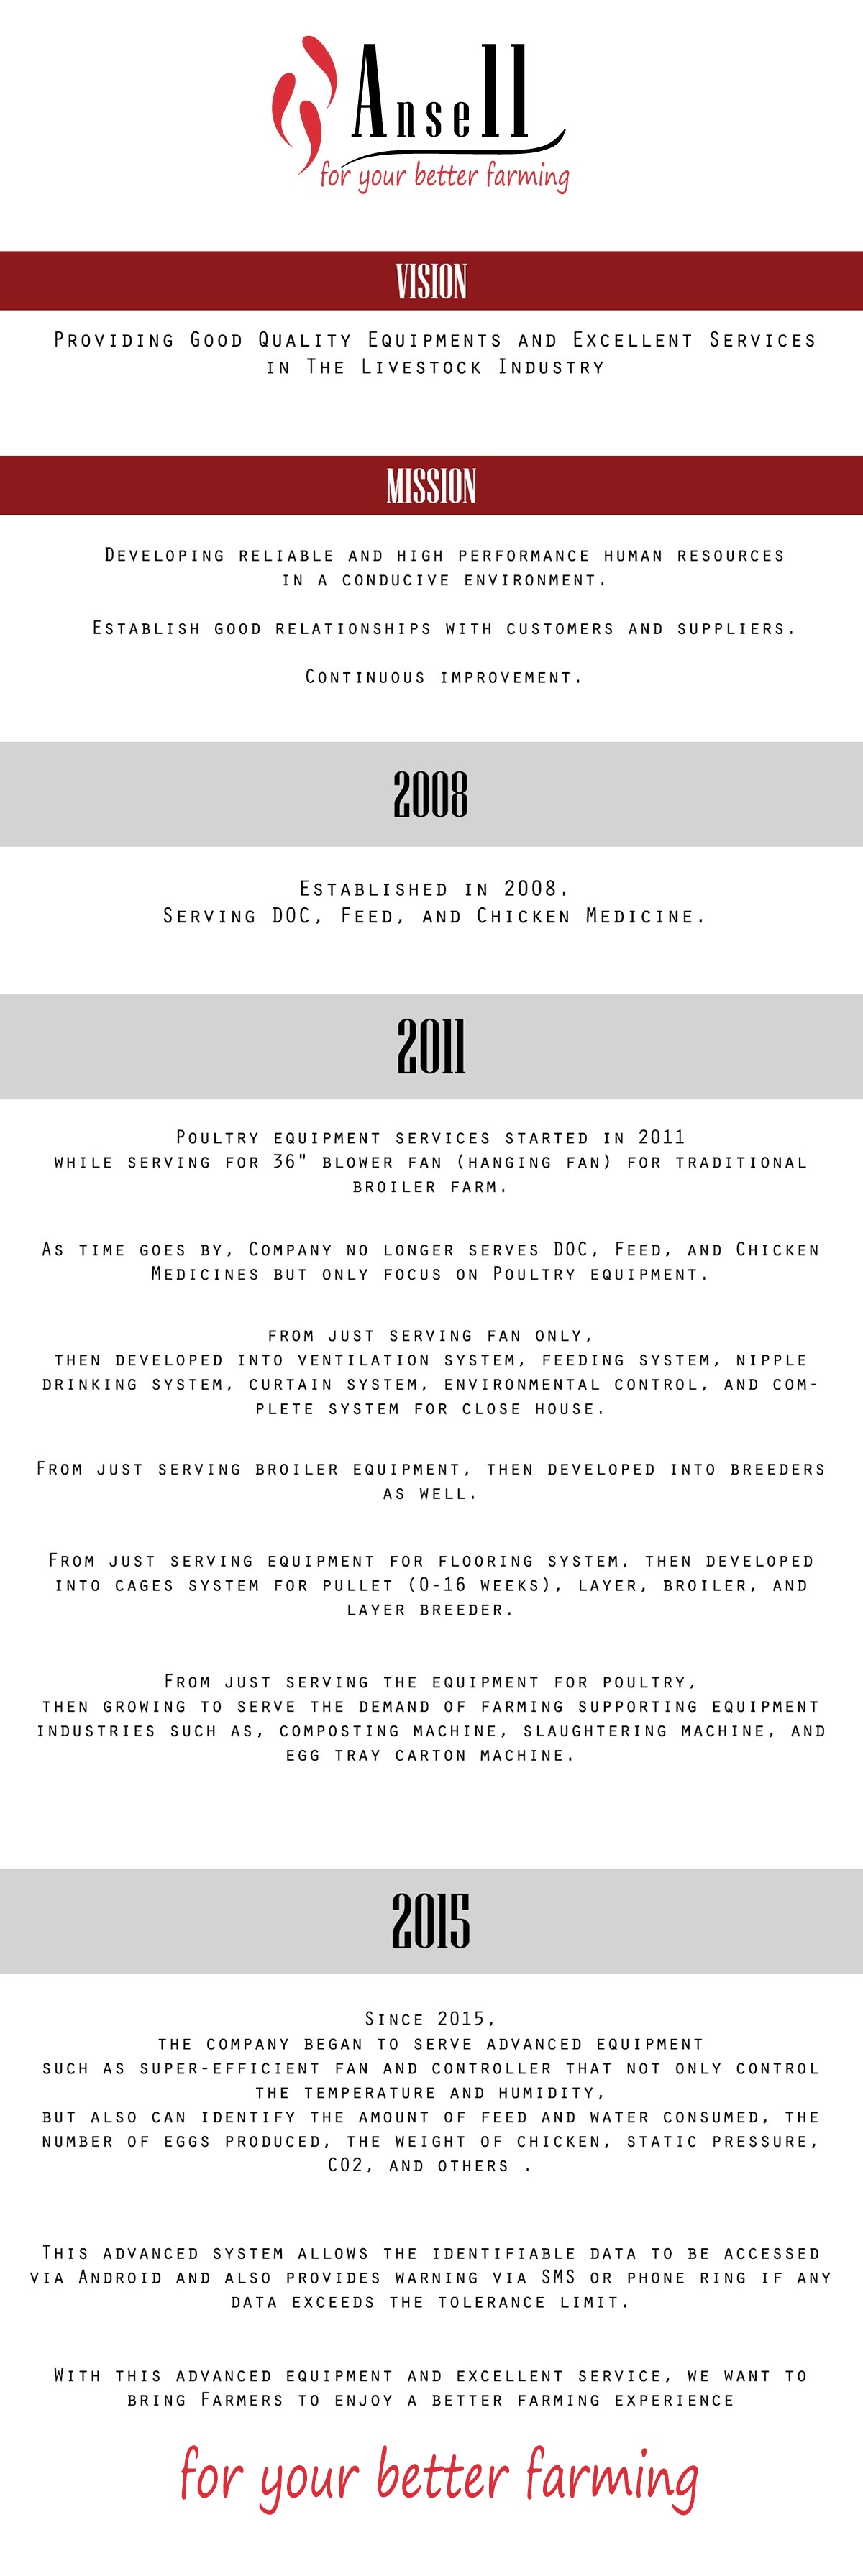 Ansell
for your better farming
VISION
Providing Good Quality Equipments and Excellent Services
in The Livestock Industry
MISSION
Developing reliable and high performance human resources
in a conducive environment.
Establish good relationships with customers and suppliers.
Continuous improvement.
2008
Established in 2008.
Serving DOC, Feed, and Chicken Medicine.
2011
Poultry equipment services started in 2011
while serving for 36" blower fan (hanging fan) for traditional
broiler farm.
As time goes by, Company no longer serves DOC, Feed, and Chicken
Medicines but only focus on Poultry equipment.
from just serving fan only,
then developed into ventilation system, feeding system, nipple
drinking system, curtain system, environmental control, and com-
plete system for close house.
From just serving broiler equipment, then developed into breeders
as well.
From just serving equipment for flooring system, then developed
into cages system for pullet (0-16 weeks), layer, broiler, and
layer breeder.
From just serving the equipment for poultry,
then growing to serve the demand of farming supporting equipment
industries such as, composting machine, slaughtering machine, and
egg tray carton machine.
2015
Since 2015,
the company began to serve advanced equipment
such as super-efficient fan and controller that not only control
the temperature and humidity,
but also can identify the amount of feed and water consumed, the
number of eggs produced, the weight of chicken, static pressure,
CO2, and others .
This advanced system allows the identifiable data to be accessed
via Android and also provides warning via SMS or phone ring if any
data exceeds the tolerance limit.
With this advanced equipment and excellent service, we want to
bring Farmers to enjoy a better farming experience
for your better farming